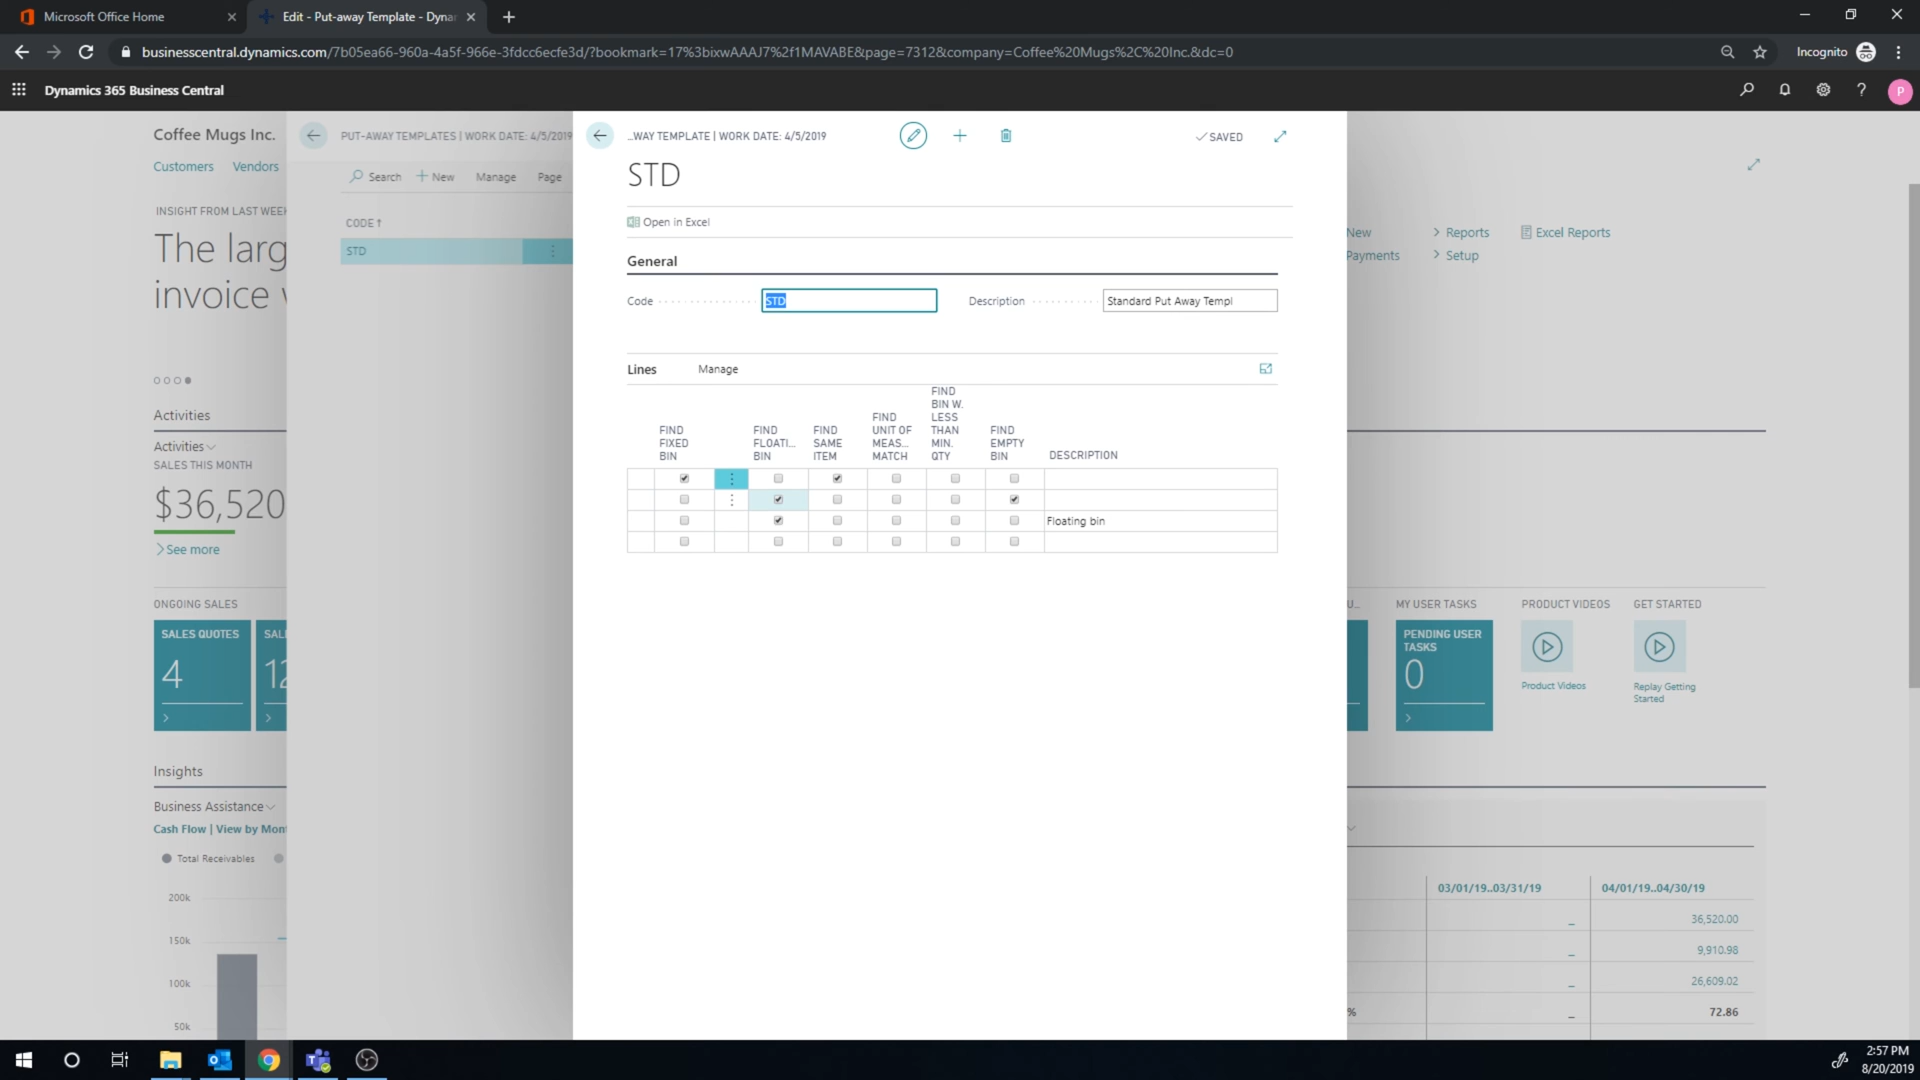 Microsoft Office Home
Edit - Put-away Template - Dynar
businesscentral.dynamics.com/7b05ea66-960a-4a5f-966e-3fdcc6ecfe3d/?bookmark=17%3bixwAAAJ7%2f1MAVABE&page=7312&company=Coffee%20Mugs%2C%20Inc.&dc=0
Incognito
Dynamics 365 Business Central
P
Coffee Mugs Inc.
PUT-AWAY TEMPLATES | WORK DATE: 4/5/2019
...WAY TEMPLATE | WORK DATE: 4/5/2019
SAVED
Customers Vendors
STD
Search New Manage Page
INSIGHT FROM LAST WEEK
CODE↑
STD
The larg
invoice
Open in Excel
New
Reports
Excel Reports
Payments
Setup
General
Code
STD
Description
Standard Put Away Templ
Lines Manage
FIND FIXED BIN
FIND FLOATI... BIN
FIND SAME ITEM
FIND UNIT OF MEAS... MATCH
FIND BIN W. LESS THAN MIN. QTY
FIND EMPTY BIN
DESCRIPTION
Floating bin
Activities
Activities
SALES THIS MONTH
$36,520
See more
ONGOING SALES
SALES QUOTES
4
SAL
12
U...
MY USER TASKS
PRODUCT VIDEOS
GET STARTED
PENDING USER TASKS
0
Product Videos
Replay Getting Started
Insights
Business Assistance
Cash Flow | View by Mont
Total Receivables
200k
150k
100k
50k
03/01/19..03/31/19
04/01/19..04/30/19
_ 36,520.00
_ 9,910.98
_ 26,609.02
% _ 72.86
2:57 PM
8/20/2019